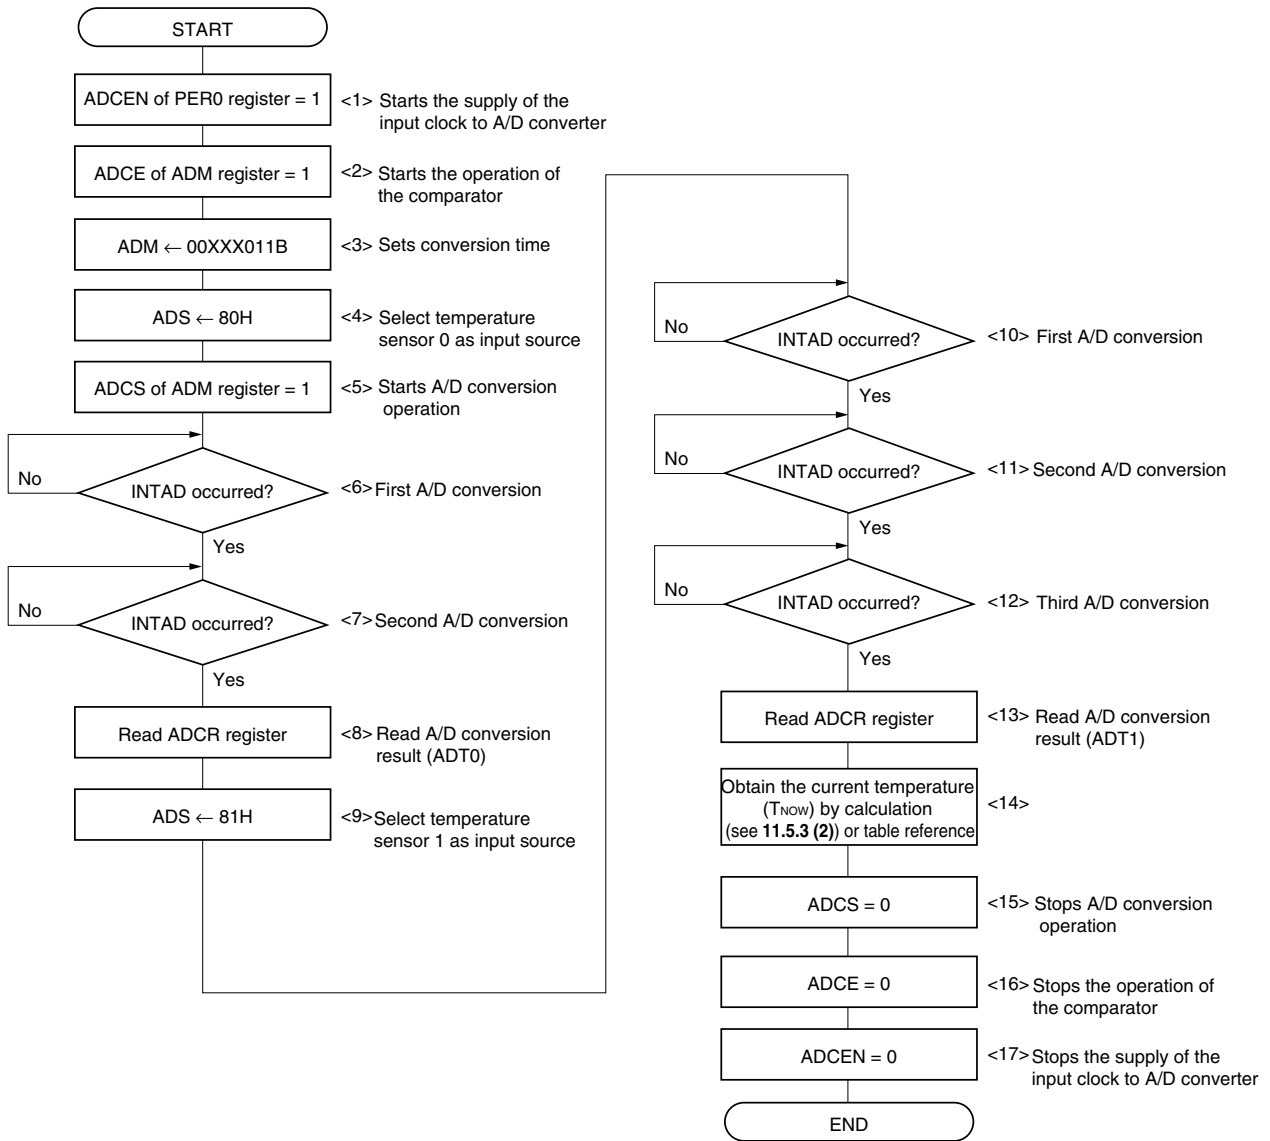 START
ADCEN of PER0 register = 1
<1> Starts the supply of the
input clock to A/D converter
ADCE of ADM register = 1
<2> Starts the operation of
the comparator
ADM ← 00XXX011B
<3> Sets conversion time
ADS ← 80H
<4> Select temperature
sensor 0 as input source
ADCS of ADM register = 1
<5> Starts A/D conversion
operation
No
INTAD occurred?
<6> First A/D conversion
Yes
No
INTAD occurred?
<7> Second A/D conversion
Yes
Read ADCR register
<8> Read A/D conversion
result (ADT0)
ADS ← 81H
<9> Select temperature
sensor 1 as input source
No
INTAD occurred?
<10> First A/D conversion
Yes
No
INTAD occurred?
<11> Second A/D conversion
Yes
No
INTAD occurred?
<12> Third A/D conversion
Yes
Read ADCR register
<13> Read A/D conversion
result (ADT1)
Obtain the current temperature
(TNOW) by calculation
(see 11.5.3 (2)) or table reference
<14>
ADCS = 0
<15> Stops A/D conversion
operation
ADCE = 0
<16> Stops the operation of
the comparator
ADCEN = 0
<17> Stops the supply of the
input clock to A/D converter
END